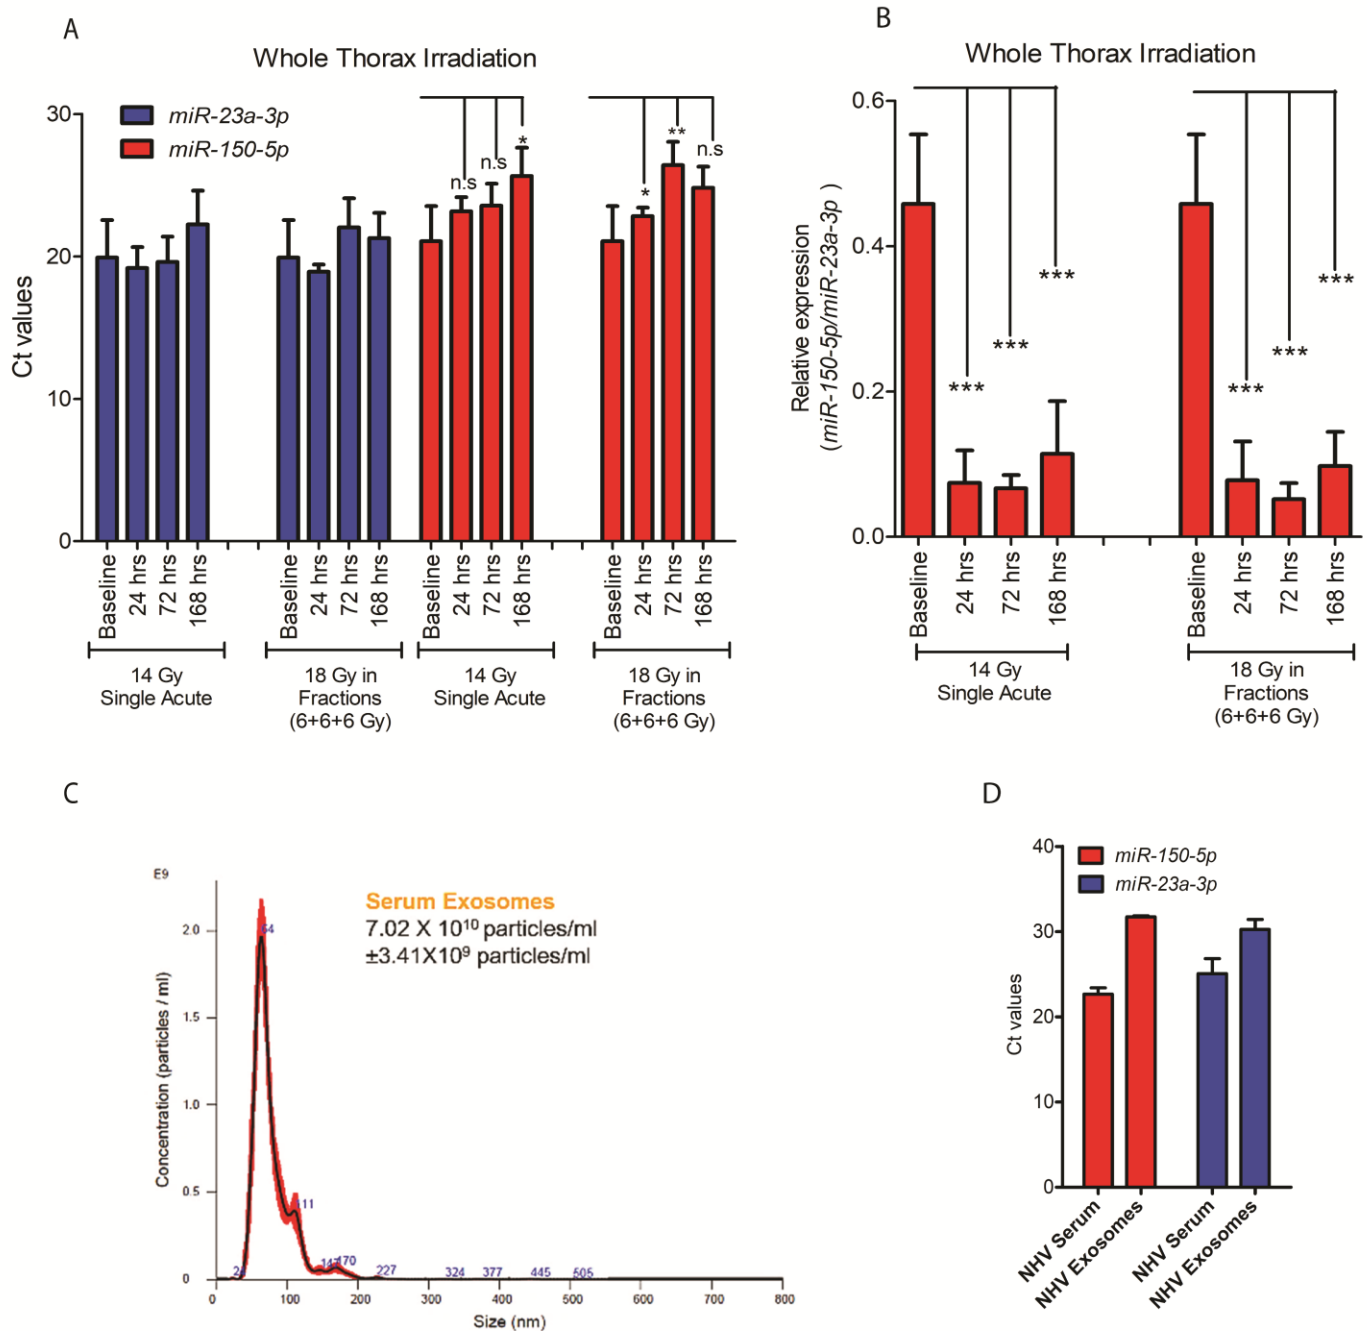 A
Whole Thorax Irradiation
miR-23a-3p
miR-150-5p
Ct values
30
20
10
0
n.s
n.s
*
*
**
n.s
Baseline
24 hrs
72 hrs
168 hrs
Baseline
24 hrs
72 hrs
168 hrs
Baseline
24 hrs
72 hrs
168 hrs
Baseline
24 hrs
72 hrs
168 hrs
14 Gy
Single Acute
18 Gy in
Fractions
(6+6+6 Gy)
14 Gy
Single Acute
18 Gy in
Fractions
(6+6+6 Gy)
B
Whole Thorax Irradiation
Relative expression
(miR-150-5p/miR-23a-3p )
0.6
0.4
0.2
0.0
***
***
***
***
***
***
Baseline
24 hrs
72 hrs
168 hrs
Baseline
24 hrs
72 hrs
168 hrs
14 Gy
Single Acute
18 Gy in
Fractions
(6+6+6 Gy)
C
E9
Concentration (particles / ml)
2.0
1.5
1.0
0.5
0
Serum Exosomes
7.02 X 10¹⁰ particles/ml
±3.41X10⁹ particles/ml
64
111
170
227
324
377
445
505
0
100
200
300
400
500
600
700
800
Size (nm)
D
miR-150-5p
miR-23a-3p
Ct values
40
30
20
10
0
NHV Serum
NHV Exosomes
NHV Serum
NHV Exosomes